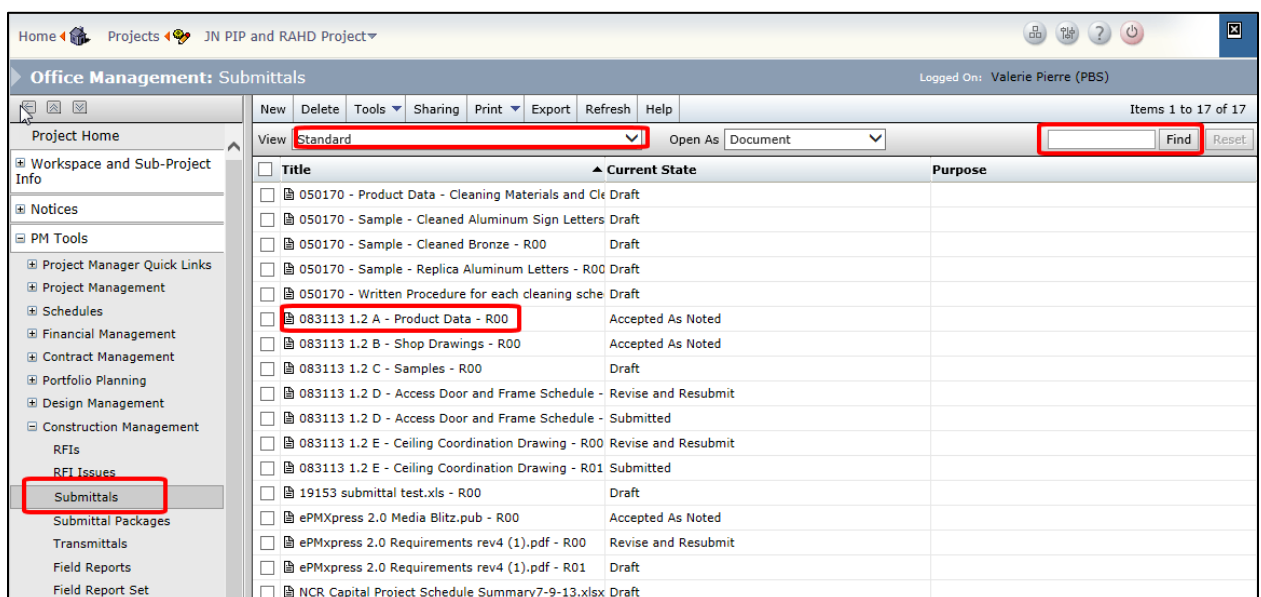 Home Projects JN PIP and RAHD Project
Office Management: Submittals Logged On: Valerie Pierre (PBS)
New Delete Tools Sharing Print Export Refresh Help Items 1 to 17 of 17
Project Home
View Standard Open As Document Find Reset
Workspace and Sub-Project
Info
Notices
PM Tools
Project Manager Quick Links
Project Management
Schedules
Financial Management
Contract Management
Portfolio Planning
Design Management
Construction Management
RFIs
RFI Issues
Submittals
Submittal Packages
Transmittals
Field Reports
Field Report Set
Title Current State Purpose
050170 - Product Data - Cleaning Materials and Cle Draft
050170 - Sample - Cleaned Aluminum Sign Letters Draft
050170 - Sample - Cleaned Bronze - R00 Draft
050170 - Sample - Replica Aluminum Letters - R00 Draft
050170 - Written Procedure for each cleaning sche Draft
083113 1.2 A - Product Data - R00 Accepted As Noted
083113 1.2 B - Shop Drawings - R00 Accepted As Noted
083113 1.2 C - Samples - R00 Draft
083113 1.2 D - Access Door and Frame Schedule - Revise and Resubmit
083113 1.2 D - Access Door and Frame Schedule - Submitted
083113 1.2 E - Ceiling Coordination Drawing - R00 Revise and Resubmit
083113 1.2 E - Ceiling Coordination Drawing - R01 Submitted
19153 submittal test.xls - R00 Draft
ePMXpress 2.0 Media Blitz.pub - R00 Accepted As Noted
ePMxpress 2.0 Requirements rev4 (1).pdf - R00 Revise and Resubmit
ePMxpress 2.0 Requirements rev4 (1).pdf - R01 Draft
NCR Capital Project Schedule Summary7-9-13.xlsx Draft